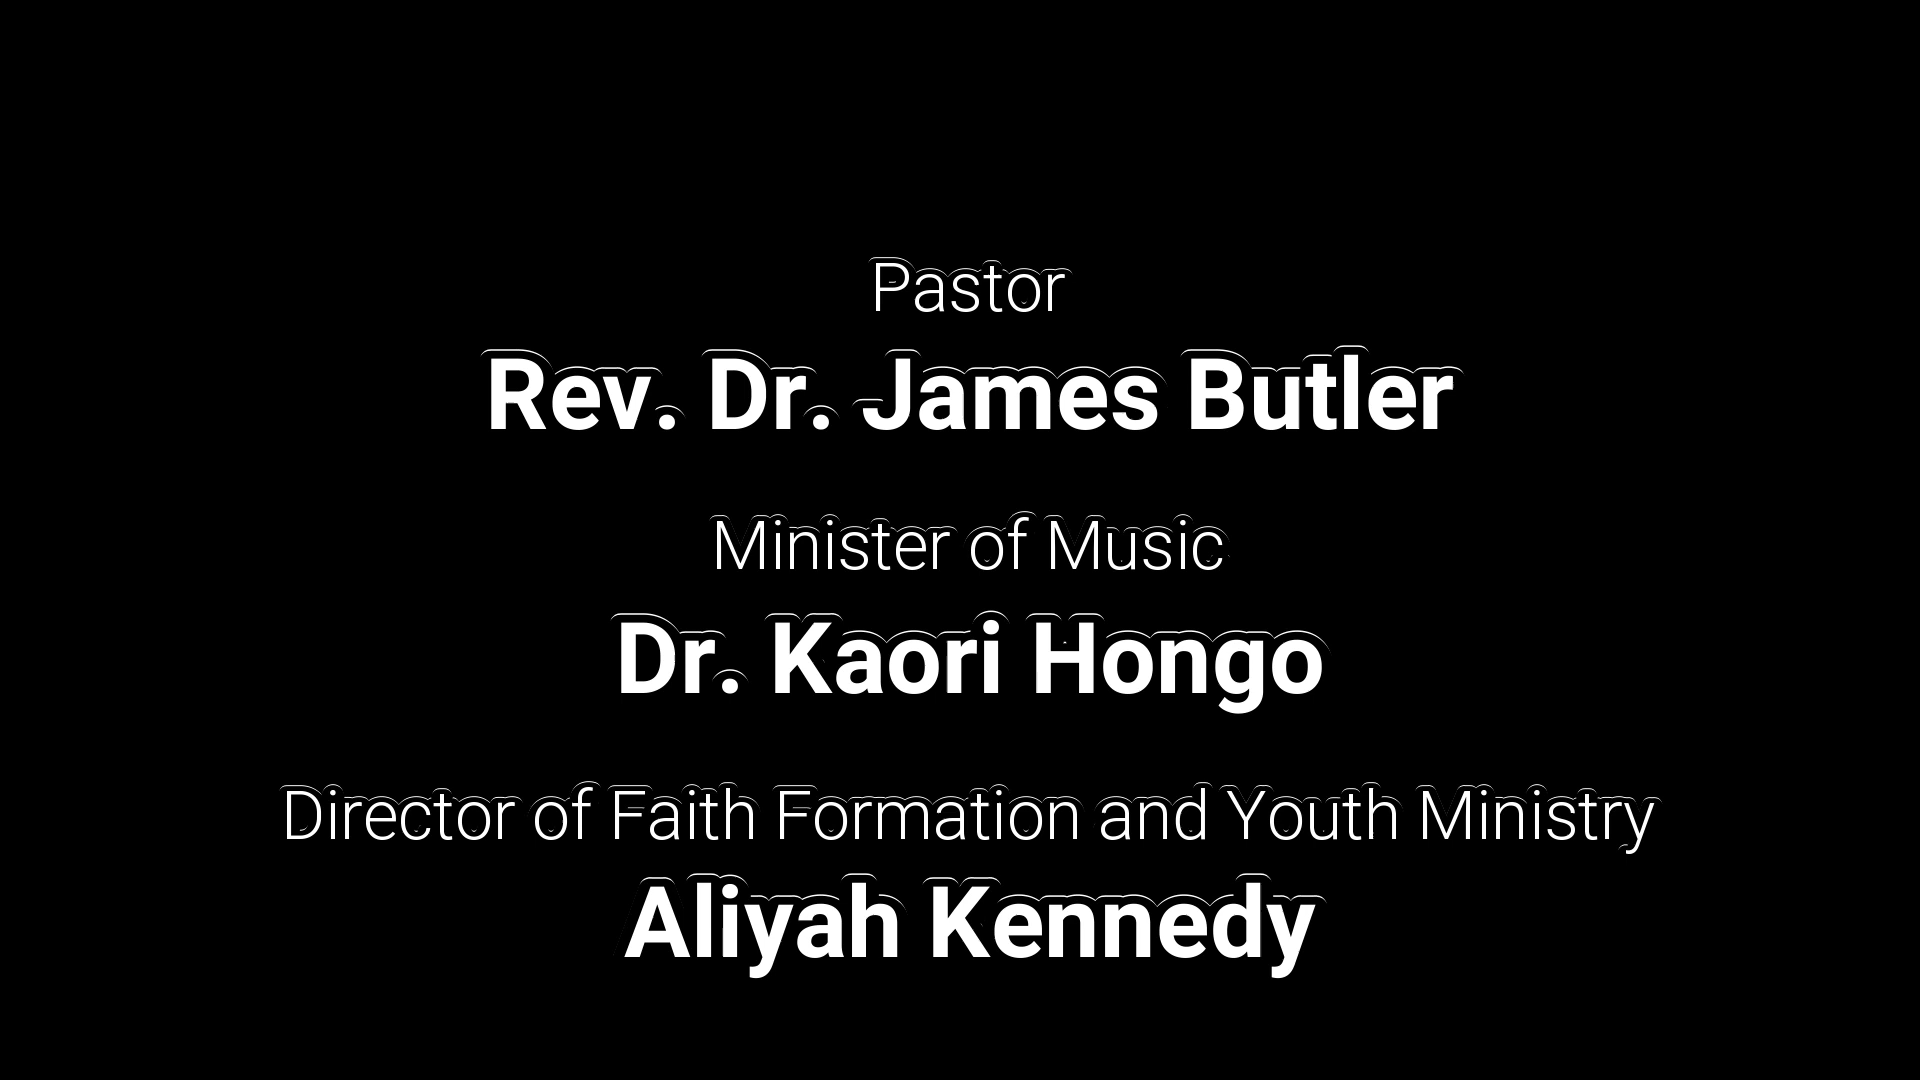 Pastor
Rev. Dr. James Butler
Minister of Music
Dr. Kaori Hongo
Director of Faith Formation and Youth Ministry
Aliyah Kennedy